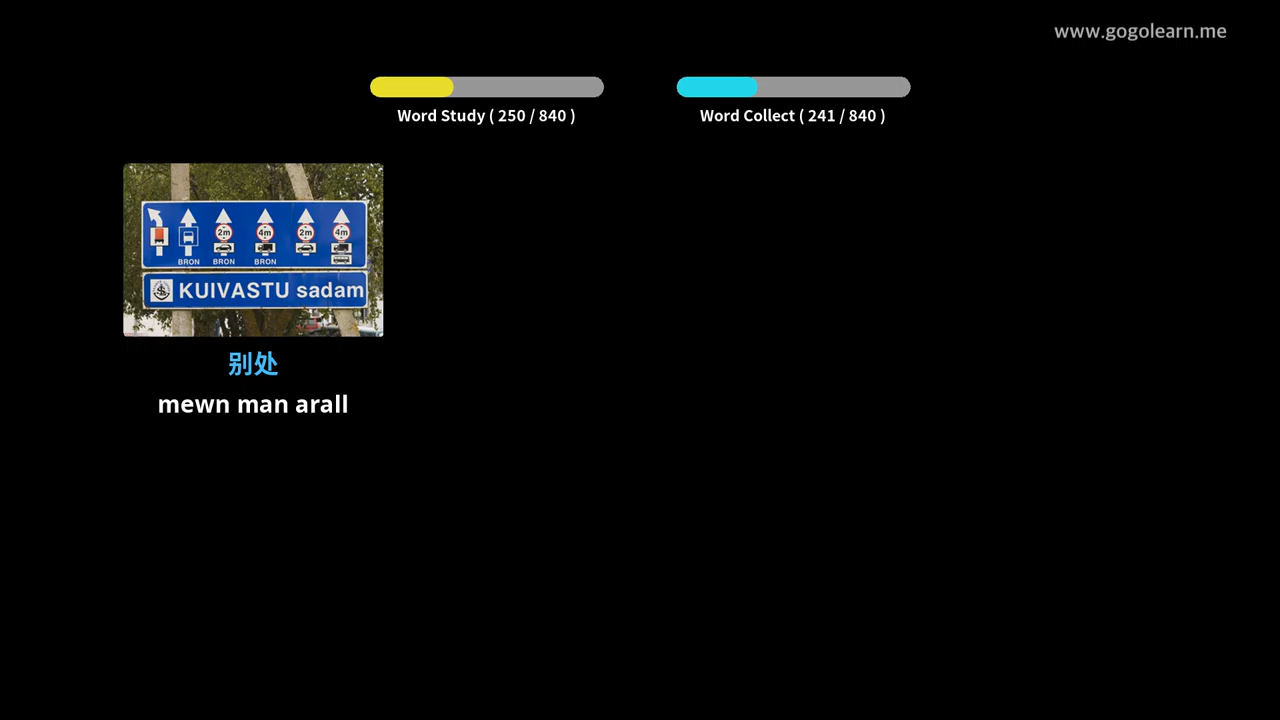 www.gogolearn.me
Word Study ( 250 / 840 )
Word Collect ( 241 / 840 )
2m 4m 2m 4m
BRON BRON BRON
KUIVASTU sadam
别处
mewn man arall